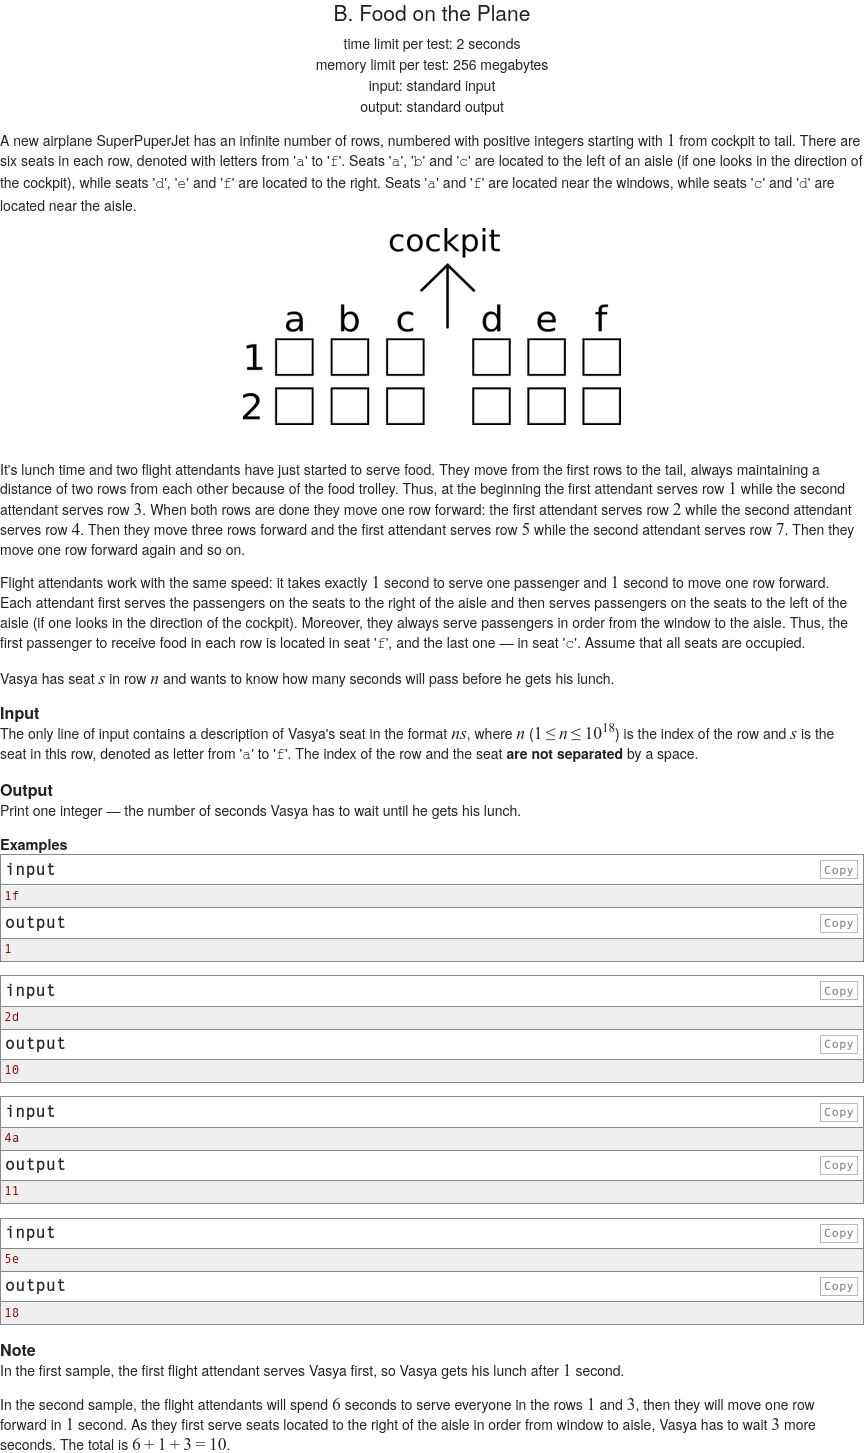 B. Food on the Plane
time limit per test: 2 seconds
memory limit per test: 256 megabytes
input: standard input
output: standard output
A new airplane SuperPuperJet has an infinite number of rows, numbered with positive integers starting with 1 from cockpit to tail. There are
six seats in each row, denoted with letters from 'a' to 'f'. Seats 'a', 'b' and 'c' are located to the left of an aisle (if one looks in the direction of
the cockpit), while seats 'd', 'e' and 'f' are located to the right. Seats 'a' and 'f' are located near the windows, while seats 'c' and 'd' are
located near the aisle.
cockpit
a b c d e f
1
2
It's lunch time and two flight attendants have just started to serve food. They move from the first rows to the tail, always maintaining a
distance of two rows from each other because of the food trolley. Thus, at the beginning the first attendant serves row 1 while the second
attendant serves row 3. When both rows are done they move one row forward: the first attendant serves row 2 while the second attendant
serves row 4. Then they move three rows forward and the first attendant serves row 5 while the second attendant serves row 7. Then they
move one row forward again and so on.
Flight attendants work with the same speed: it takes exactly 1 second to serve one passenger and 1 second to move one row forward.
Each attendant first serves the passengers on the seats to the right of the aisle and then serves passengers on the seats to the left of the
aisle (if one looks in the direction of the cockpit). Moreover, they always serve passengers in order from the window to the aisle. Thus, the
first passenger to receive food in each row is located in seat 'f', and the last one — in seat 'c'. Assume that all seats are occupied.
Vasya has seat s in row n and wants to know how many seconds will pass before he gets his lunch.
Input
The only line of input contains a description of Vasya's seat in the format ns, where n (1 ≤ n ≤ 10^18) is the index of the row and s is the
seat in this row, denoted as letter from 'a' to 'f'. The index of the row and the seat are not separated by a space.
Output
Print one integer — the number of seconds Vasya has to wait until he gets his lunch.
Examples
input Copy
1f
output Copy
1
input Copy
2d
output Copy
10
input Copy
4a
output Copy
11
input Copy
5e
output Copy
18
Note
In the first sample, the first flight attendant serves Vasya first, so Vasya gets his lunch after 1 second.
In the second sample, the flight attendants will spend 6 seconds to serve everyone in the rows 1 and 3, then they will move one row
forward in 1 second. As they first serve seats located to the right of the aisle in order from window to aisle, Vasya has to wait 3 more
seconds. The total is 6 + 1 + 3 = 10.